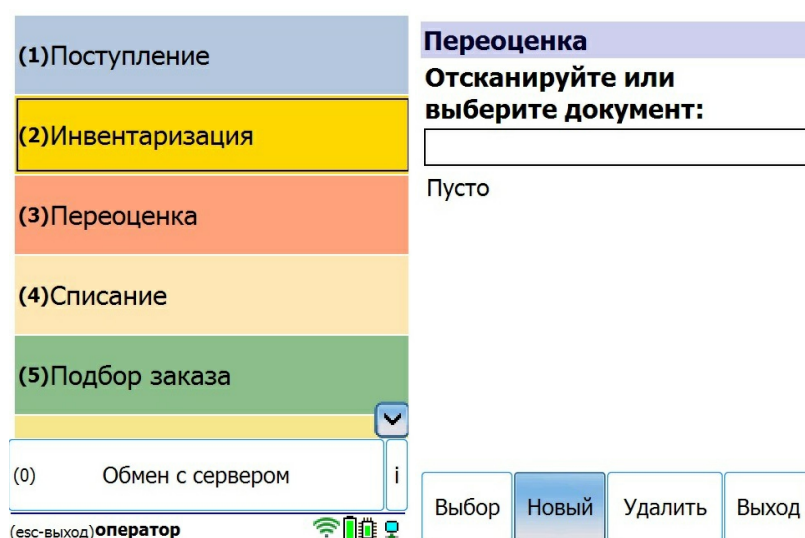 (1)Поступление
(2)Инвентаризация
(3)Переоценка
(4)Списание
(5)Подбор заказа
(0) Обмен с сервером i
(esc-выход)оператор
Переоценка
Отсканируйте или
выберите документ:
Пусто
Выбор Новый Удалить Выход